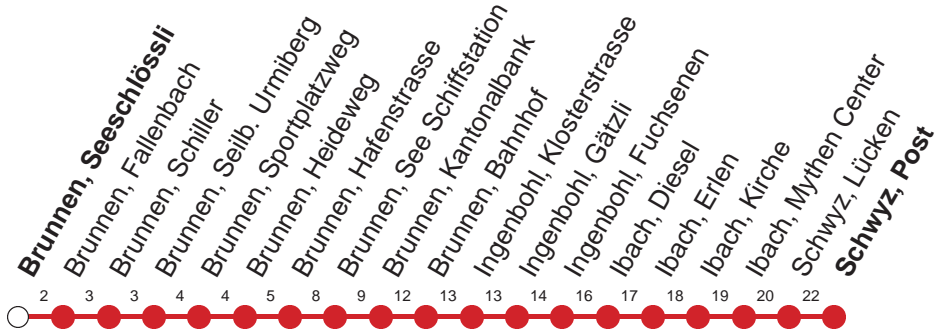 Brunnen, Seeschlössli
Brunnen, Fallenbach
Brunnen, Schiller
Brunnen, Seilb. Urmiberg
Brunnen, Sportplatzweg
Brunnen, Heideweg
Brunnen, Hafenstrasse
Brunnen, See Schiffstation
Brunnen, Kantonalbank
Brunnen, Bahnhof
Ingenbohl, Klosterstrasse
Ingenbohl, Gätzli
Ingenbohl, Fuchsenen
Ibach, Diesel
Ibach, Erlen
Ibach, Kirche
Ibach, Mythen Center
Schwyz, Lücken
Schwyz, Post
2 3 3 4 4 5 8 9 12 13 13 14 16 17 18 19 20 22